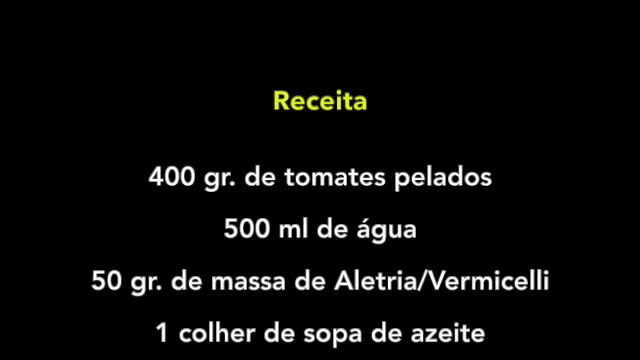 Receita
400 gr. de tomates pelados
500 ml de água
50 gr. de massa de Aletria/Vermicelli
1 colher de sopa de azeite